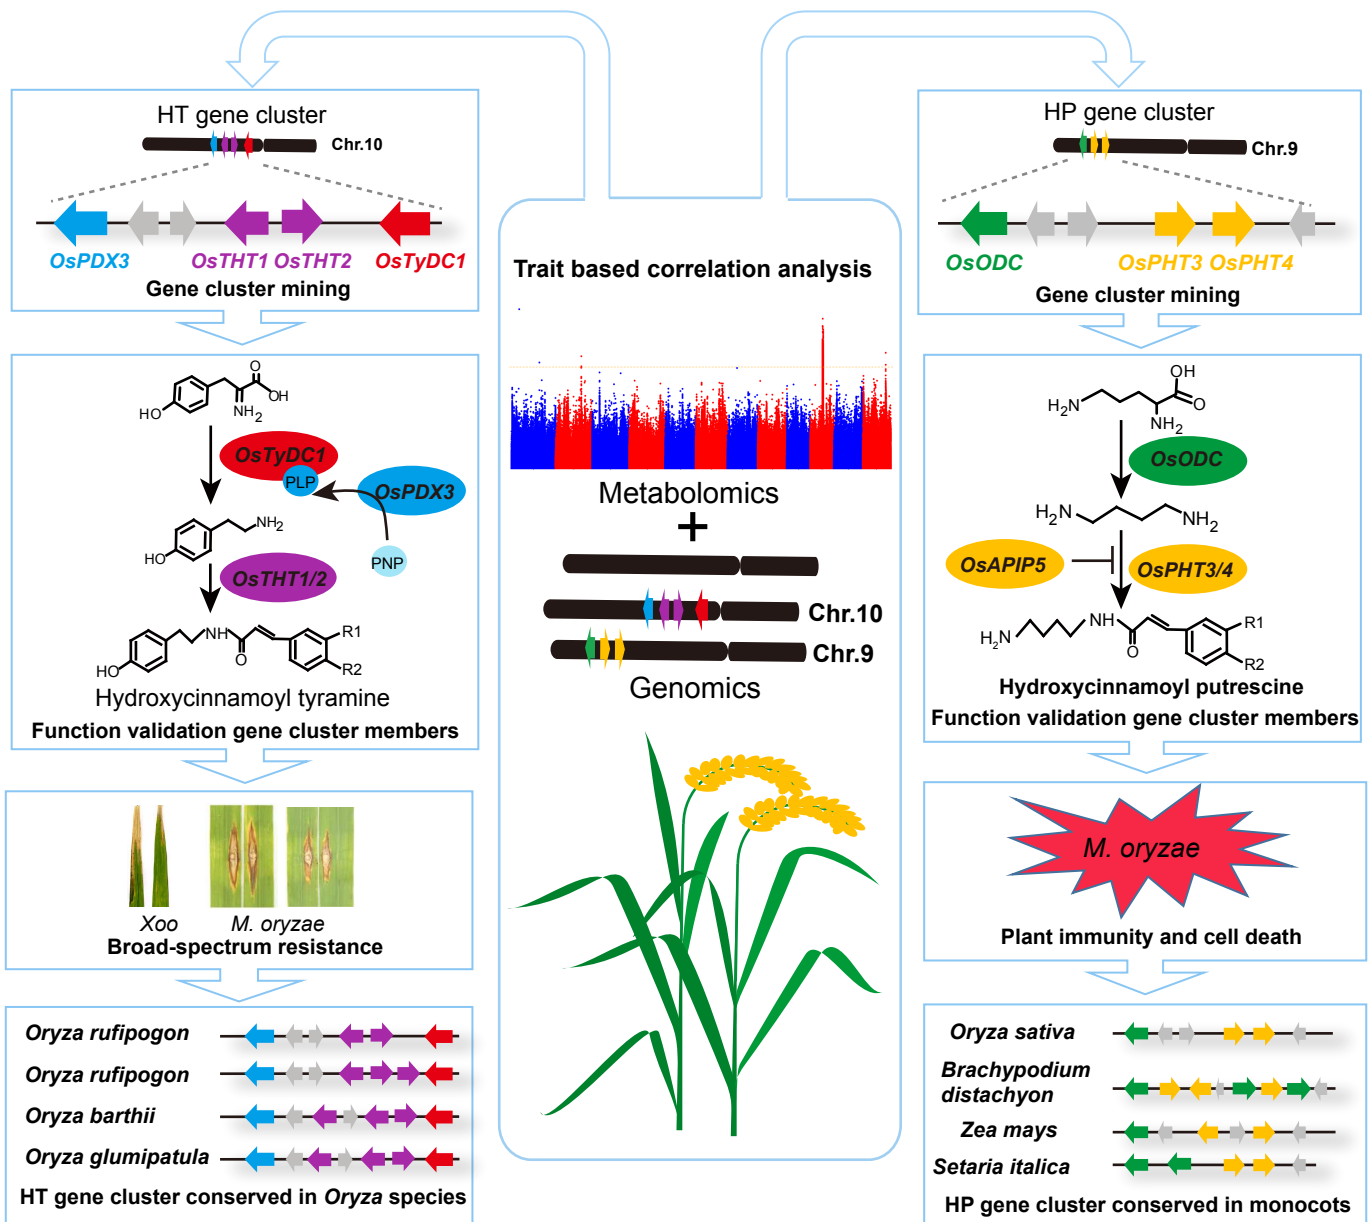 HT gene cluster
Chr.10
OsPDX3
OsTHT1 OsTHT2
OsTyDC1
Gene cluster mining
O
OH
NH2
HO
OsTyDC1
PLP
OsPDX3
NH2
HO
PNP
OsTHT1/2
NH
O
R1
R2
HO
Hydroxycinnamoyl tyramine
Function validation gene cluster members
Xoo
M. oryzae
Broad-spectrum resistance
Oryza rufipogon
Oryza rufipogon
Oryza barthii
Oryza glumipatula
HT gene cluster conserved in Oryza species
Trait based correlation analysis
Metabolomics
+
Chr.10
Chr.9
Genomics
HP gene cluster
Chr.9
OsODC
OsPHT3 OsPHT4
Gene cluster mining
OH
H2N
O
NH2
OsODC
H2N
NH2
OsAPIP5
OsPHT3/4
H2N
NH
O
R1
R2
Hydroxycinnamoyl putrescine
Function validation gene cluster members
M. oryzae
Plant immunity and cell death
Oryza sativa
Brachypodium
distachyon
Zea mays
Setaria italica
HP gene cluster conserved in monocots